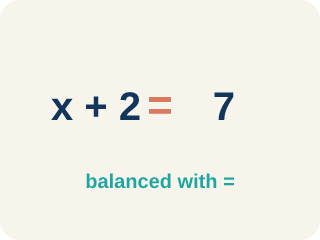 x + 2 = 7
balanced with =